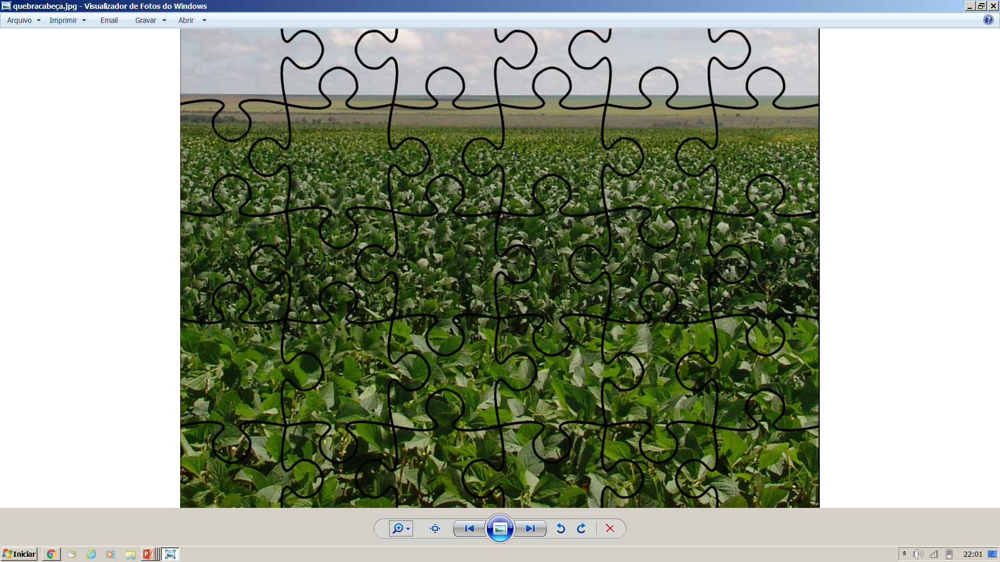 quebracabeça.jpg - Visualizador de Fotos do Windows
Arquivo Imprimir Email Gravar Abrir
Iniciar
22:01